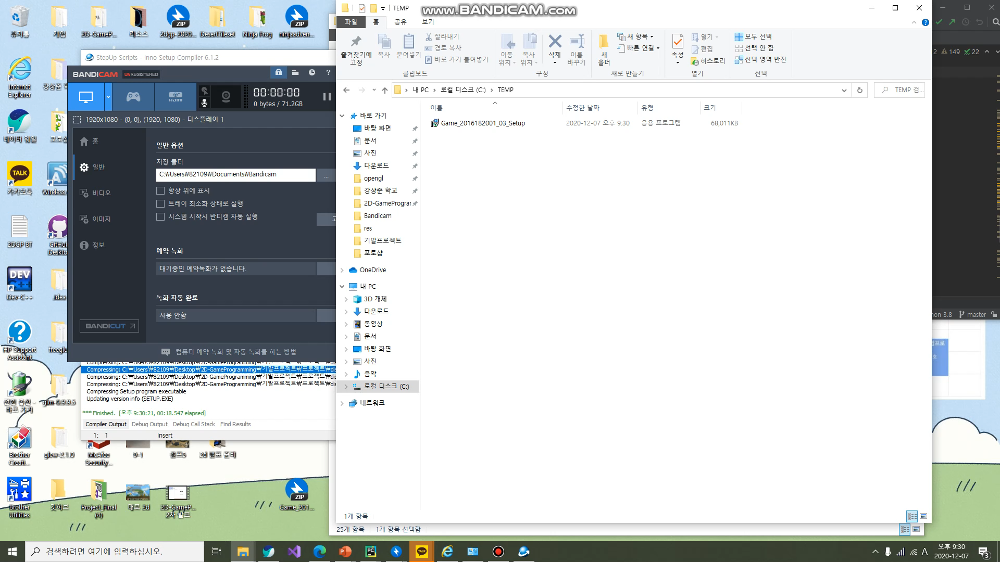 휴지통
게임
2D-GameP...
리소스
2dgp-2020...
DesertTileset
Ninja Frog
ninjaadven...
Internet
Explorer
네이버 웨일
포토샵
카카오톡
Wireless...
2DGP BT
GitHub
Deskto...
Dev-C++
.idea
HP Support
Assistant
freeglu
전원 옵션 -
바로 가기
glm-0.9.9.5
Brother
Creati...
glew-2.1.0
McAfee
Security...
9-1
골프5
2d 발표 준비
Brother
Utilities
깃허브
Project_Final
(4)
대포 2d
2D-GameP...
2차 발표
Game_201...
StepUp Scripts - Inno Setup Compiler 6.1.2
BANDICAM UNREGISTERED
HDMI
00:00:00
0 bytes / 71.2GB
1920x1080 - (0, 0), (1920, 1080) - 디스플레이 1
홈
일반
비디오
이미지
정보
BANDICUT
일반 옵션
저장 폴더
C:₩Users₩82109₩Documents₩Bandicam
...
항상 위에 표시
트레이 최소화 상태로 실행
시스템 시작시 반디캠 자동 실행
예약 녹화
대기중인 예약녹화가 없습니다.
녹화 자동 완료
사용 안함
컴퓨터 예약 녹화 및 자동 녹화를 하는 방법
Compressing: C:₩Users₩82109₩Desktop₩2D-GameProgramming₩기말프로젝트₩프로젝트₩di
Compressing: C:₩Users₩82109₩Desktop₩2D-GameProgramming₩기말프로젝트₩프로젝트₩di
Compressing: C:₩Users₩82109₩Desktop₩2D-GameProgramming₩기말프로젝트₩프로젝트₩di
Compressing: C:₩Users₩82109₩Desktop₩2D-GameProgramming₩기말프로젝트₩프로젝트₩di
Compressing Setup program executable
Updating version info (SETUP.EXE)
*** Finished. [오후 9:30:21, 00:18.547 elapsed]
Compiler Output Debug Output Debug Call Stack Find Results
1: 1 Insert
TEMP
www.BANDICAM.com
파일 홈 공유 보기
즐겨찾기에
고정
복사
붙여넣기
잘라내기
경로 복사
바로 가기 붙여넣기
클립보드
이동
위치
복사
위치
삭제
이름
바꾸기
구성
새
폴더
새 항목
빠른 연결
새로 만들기
속성
열기
편집
히스토리
열기
모두 선택
선택 안 함
선택 영역 반전
선택
내 PC 로컬 디스크 (C:) TEMP
TEMP 검...
이름 수정한 날짜 유형 크기
Game_2016182001_03_Setup 2020-12-07 오후 9:30 응용 프로그램 68,011KB
바로 가기
바탕 화면
문서
사진
다운로드
opengl
강상준 학교
2D-GamePrograr
Bandicam
res
기말프로젝트
포토샵
OneDrive
내 PC
3D 개체
다운로드
동영상
문서
바탕 화면
사진
음악
로컬 디스크 (C:)
네트워크
1개 항목
25개 항목 1개 항목 선택함
2 149 22
hon 3.8 master
검색하려면 여기에 입력하십시오.
TALK
A
오후 9:30
2020-12-07
3